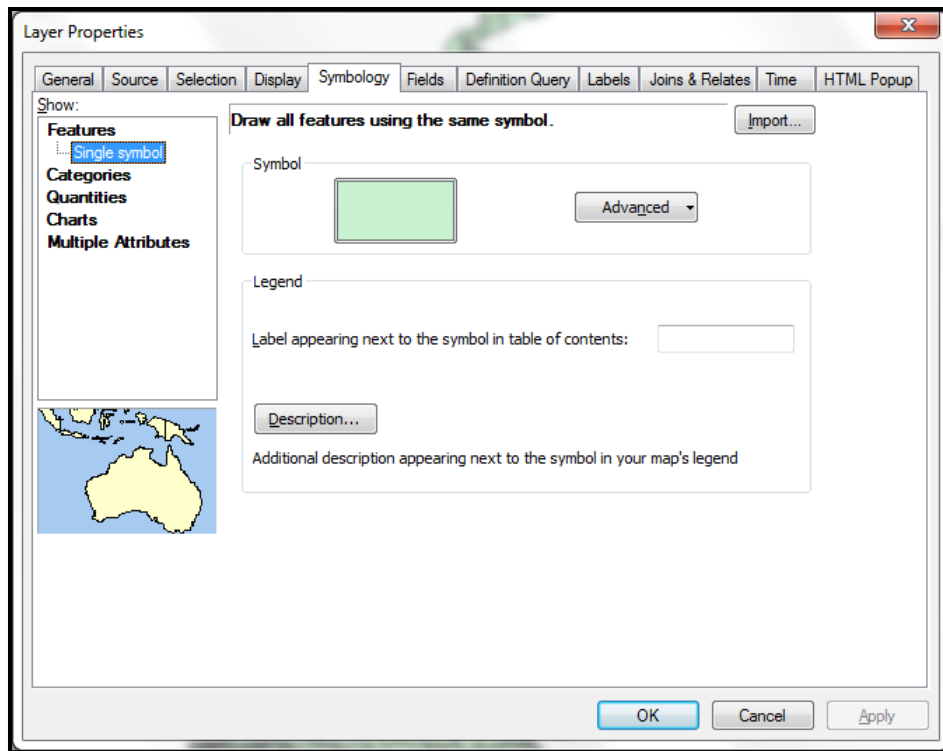 Layer Properties
General Source Selection Display Symbology Fields Definition Query Labels Joins & Relates Time HTML Popup
Show:
Features
Single symbol
Categories
Quantities
Charts
Multiple Attributes
Draw all features using the same symbol.
Import...
Symbol
Advanced
Legend
Label appearing next to the symbol in table of contents:
Description...
Additional description appearing next to the symbol in your map's legend
OK Cancel Apply